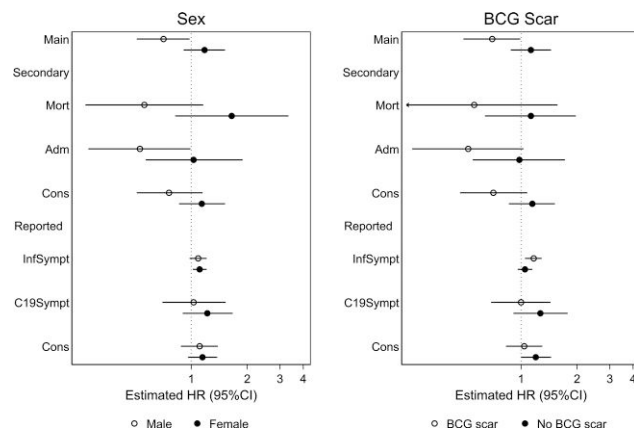 Sex
Main
Secondary
Mort
Adm
Cons
Reported
InfSympt
C19Sympt
Cons
1 2 3 4
Estimated HR (95%CI)
Male Female
BCG Scar
Main
Secondary
Mort
Adm
Cons
Reported
InfSympt
C19Sympt
Cons
1 2 3 4
Estimated HR (95%CI)
BCG scar No BCG scar